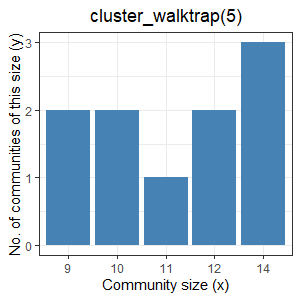 cluster_walktrap(5)
No. of communities of this size (y)
3
2
1
0
9 10 11 12 14
Community size (x)